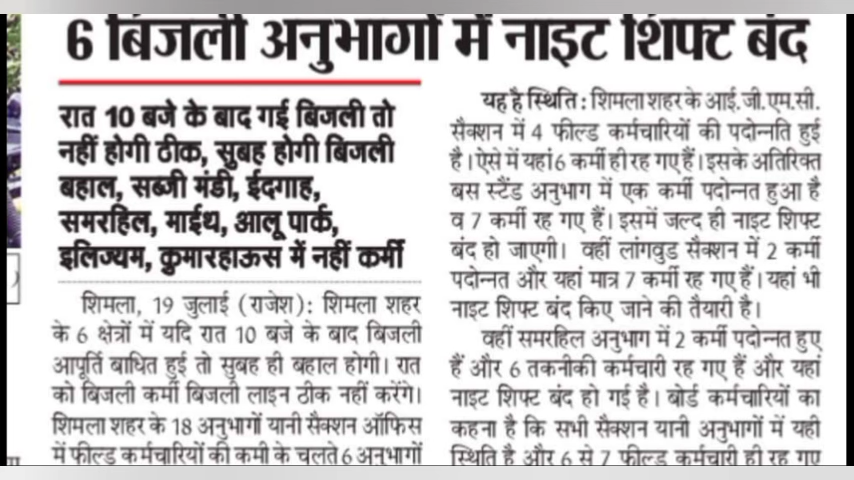 6 बिजली अनुभागों में नाइट शिफ्ट बंद
रात 10 बजे के बाद गई बिजली तो
नहीं होगी ठीक, सुबह होगी बिजली
बहाल, सब्जी मंडी, ईदगाह,
समरहिल, माईथ, आलू पार्क,
इलिज्यम, कुमारहाऊस में नहीं कर्मी
शिमला, 19 जुलाई (राजेश): शिमला शहर
के 6 क्षेत्रों में यदि रात 10 बजे के बाद बिजली
आपूर्ति बाधित हुई तो सुबह ही बहाल होगी। रात
को बिजली कर्मी बिजली लाइन ठीक नहीं करेंगे।
शिमला शहर के 18 अनुभागों यानी सैक्शन ऑफिस
में फील्ड कर्मचारियों की कमी के चलते 6 अनुभागों
यह है स्थिति : शिमला शहर के आई.जी.एम.सी.
सैक्शन में 4 फील्ड कर्मचारियों की पदोन्नति हुई
है। ऐसे में यहां 6 कर्मी ही रह गए हैं। इसके अतिरिक्त
बस स्टैंड अनुभाग में एक कर्मी पदोन्नत हुआ है
व 7 कर्मी रह गए हैं। इसमें जल्द ही नाइट शिफ्ट
बंद हो जाएगी। वहीं लांगवुड सैक्शन में 2 कर्मी
पदोन्नत और यहां मात्र 7 कर्मी रह गए हैं। यहां भी
नाइट शिफ्ट बंद किए जाने की तैयारी है।
वहीं समरहिल अनुभाग में 2 कर्मी पदोन्नत हुए
हैं और 6 तकनीकी कर्मचारी रह गए हैं और यहां
नाइट शिफ्ट बंद हो गई है। बोर्ड कर्मचारियों का
कहना है कि सभी सैक्शन यानी अनुभागों में यही
स्थिति है और 6 से 7 फील्ड कर्मचारी ही रह गए